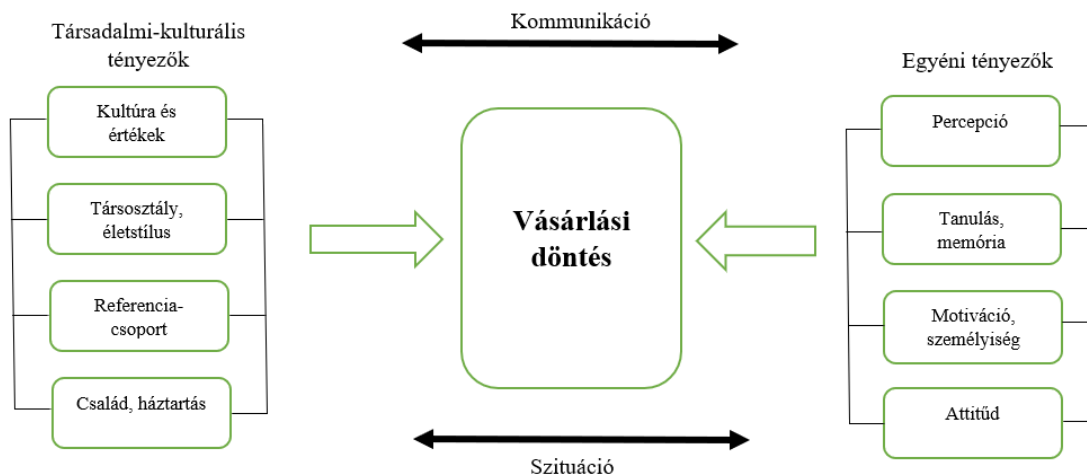 Kommunikáció
Társadalmi-kulturális
tényezők
Kultúra és
értékek
Társosztály,
életstílus
Referencia-
csoport
Család, háztartás
Vásárlási
döntés
Egyéni tényezők
Percepció
Tanulás,
memória
Motiváció,
személyiség
Attitűd
Szituáció